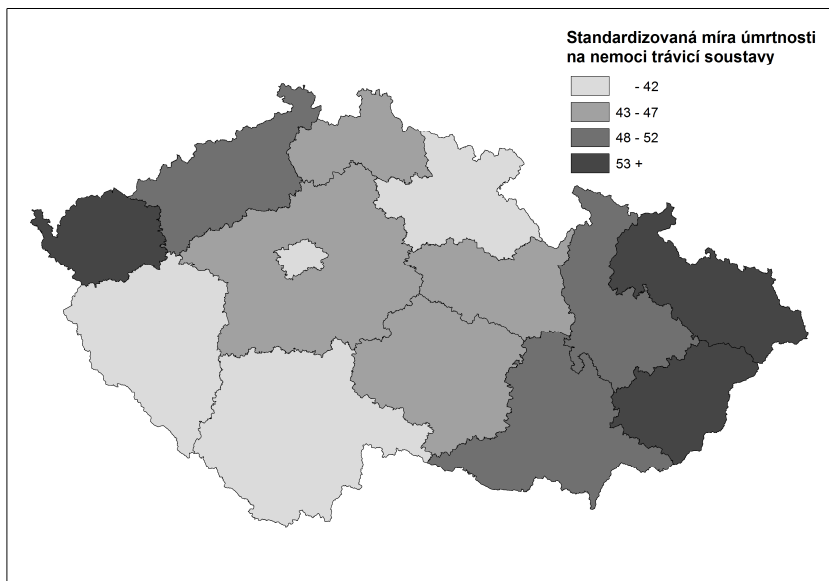 Standardizovaná míra úmrtnosti
na nemoci trávicí soustavy
- 42
43 - 47
48 - 52
53 +